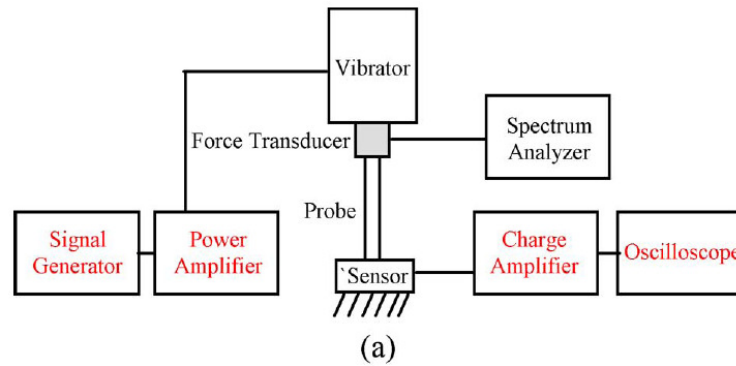 Vibrator
Force Transducer
Spectrum
Analyzer
Probe
Signal
Generator
Power
Amplifier
`Sensor
Charge
Amplifier
Oscilloscope
(a)